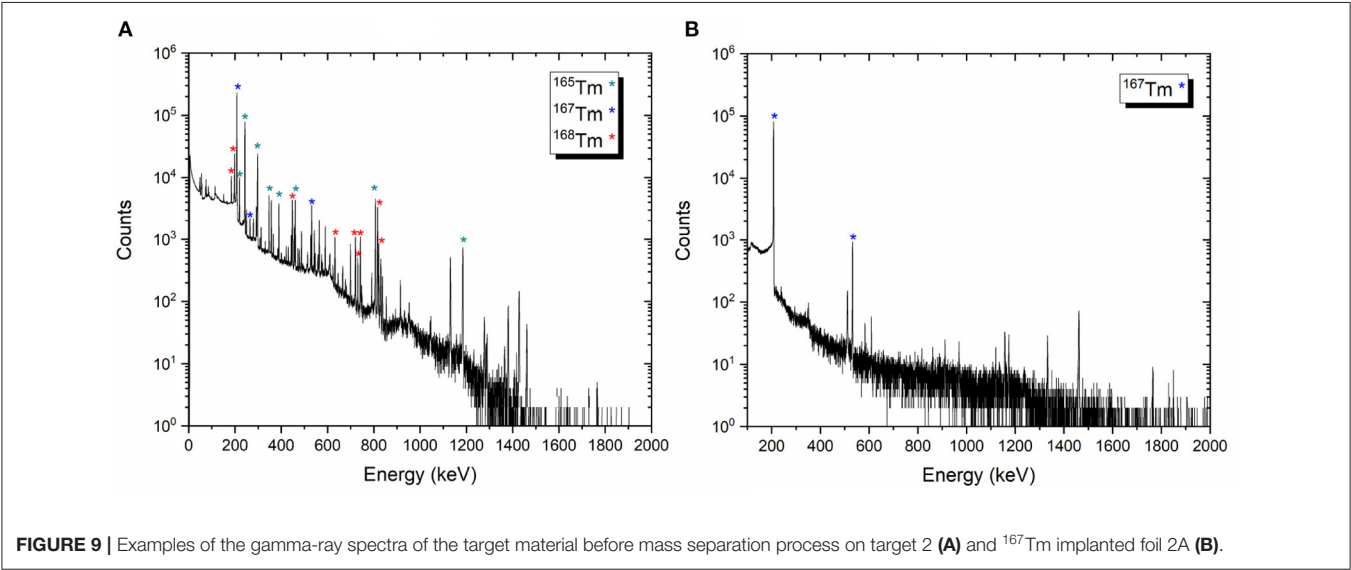 A
10⁶
10⁵
10⁴
10³
10²
10¹
10⁰
Counts
0 200 400 600 800 1000 1200 1400 1600 1800 2000
Energy (keV)
¹⁶⁵Tm *
¹⁶⁷Tm *
¹⁶⁸Tm *
B
10⁶
10⁵
10⁴
10³
10²
10¹
10⁰
Counts
200 400 600 800 1000 1200 1400 1600 1800 2000
Energy (keV)
¹⁶⁷Tm *
FIGURE 9 | Examples of the gamma-ray spectra of the target material before mass separation process on target 2 (A) and ¹⁶⁷Tm implanted foil 2A (B).